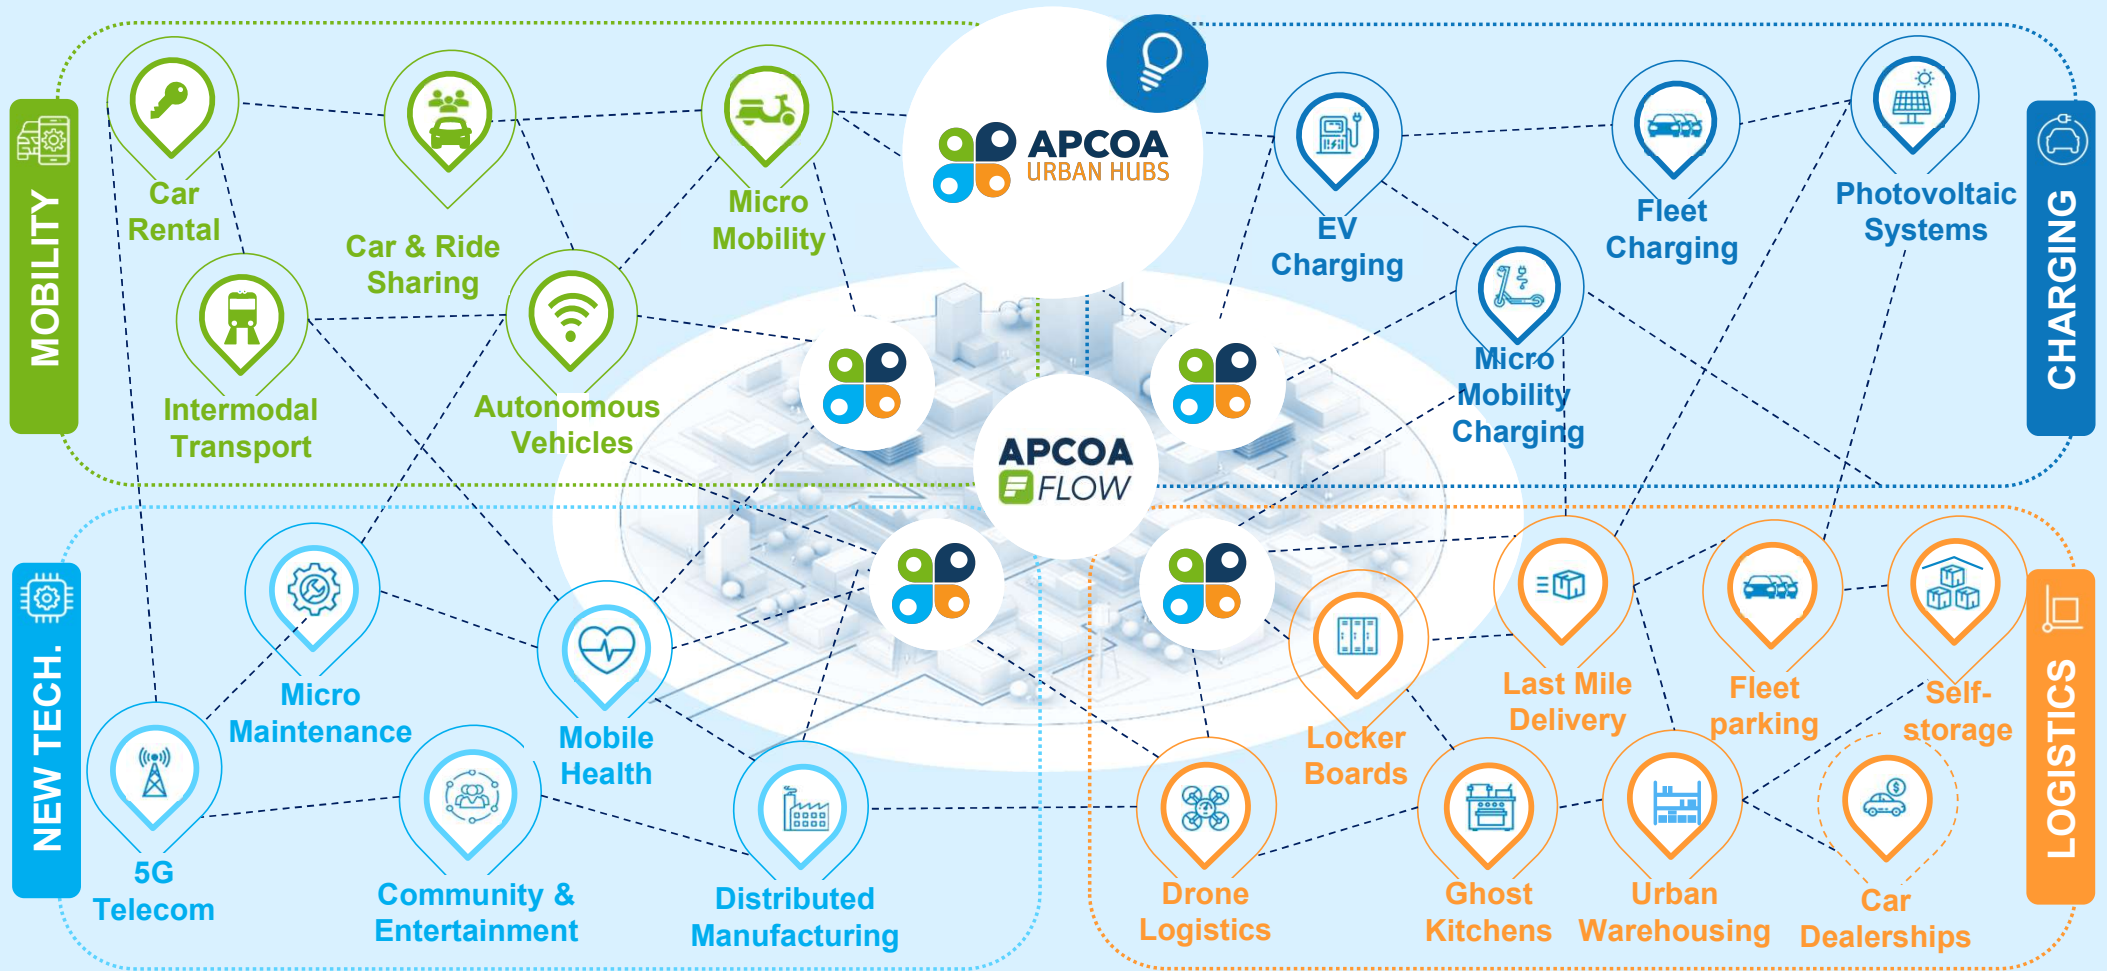 APCOA
URBAN HUBS
MOBILITY
Car
Rental
Car & Ride
Sharing
Micro
Mobility
Intermodal
Transport
Autonomous
Vehicles
CHARGING
EV
Charging
Fleet
Charging
Photovoltaic
Systems
Micro
Mobility
Charging
APCOA
FLOW
NEW TECH.
Micro
Maintenance
Mobile
Health
5G
Telecom
Community &
Entertainment
Distributed
Manufacturing
LOGISTICS
Locker
Boards
Last Mile
Delivery
Fleet
parking
Self-
storage
Drone
Logistics
Ghost
Kitchens
Urban
Warehousing
Car
Dealerships